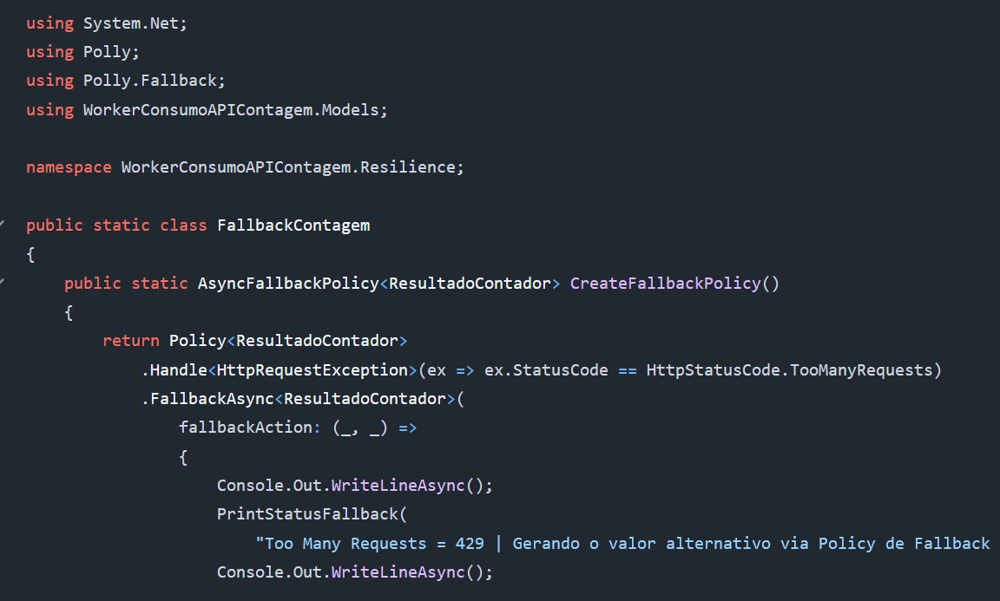 using System.Net;
using Polly;
using Polly.Fallback;
using WorkerConsumoAPIContagem.Models;
namespace WorkerConsumoAPIContagem.Resilience;
public static class FallbackContagem
{
public static AsyncFallbackPolicy<ResultadoContador> CreateFallbackPolicy()
{
return Policy<ResultadoContador>
.Handle<HttpRequestException>(ex => ex.StatusCode == HttpStatusCode.TooManyRequests)
.FallbackAsync<ResultadoContador>(
fallbackAction: (_, _) =>
{
Console.Out.WriteLineAsync();
PrintStatusFallback(
"Too Many Requests = 429 | Gerando o valor alternativo via Policy de Fallback
Console.Out.WriteLineAsync();